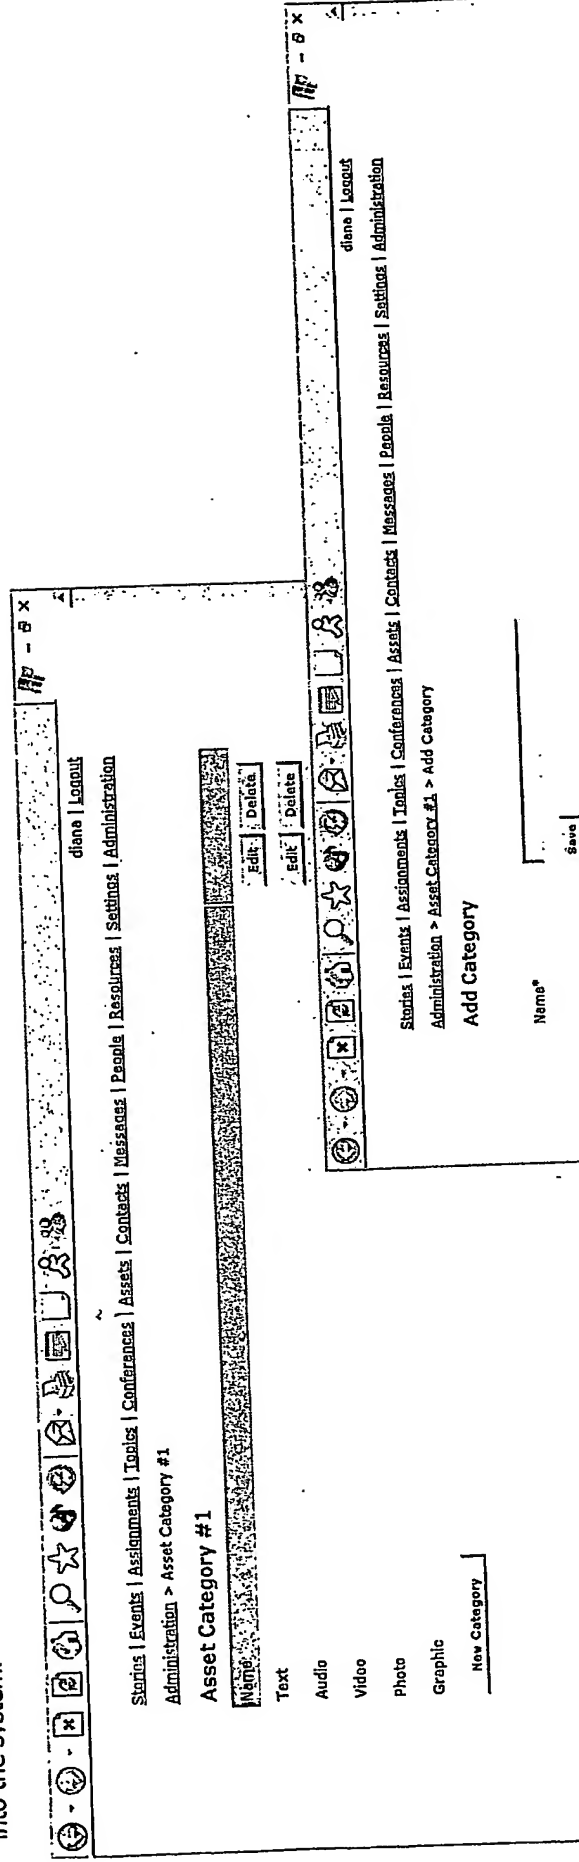 into the system.
diana | Logout
Stories | Events | Assignments | Topics | Conferences | Assets | Contacts | Messages | People | Resources | Settings | Administration
Administration > Asset Category #1
Asset Category #1
Name
Text
Edit Delete
Audio
Edit Delete
Video
Photo
Graphic
New Category
diana | Logout
Stories | Events | Assignments | Topics | Conferences | Assets | Contacts | Messages | People | Resources | Settings | Administration
Administration > Asset Category #1 > Add Category
Add Category
Name*
Save